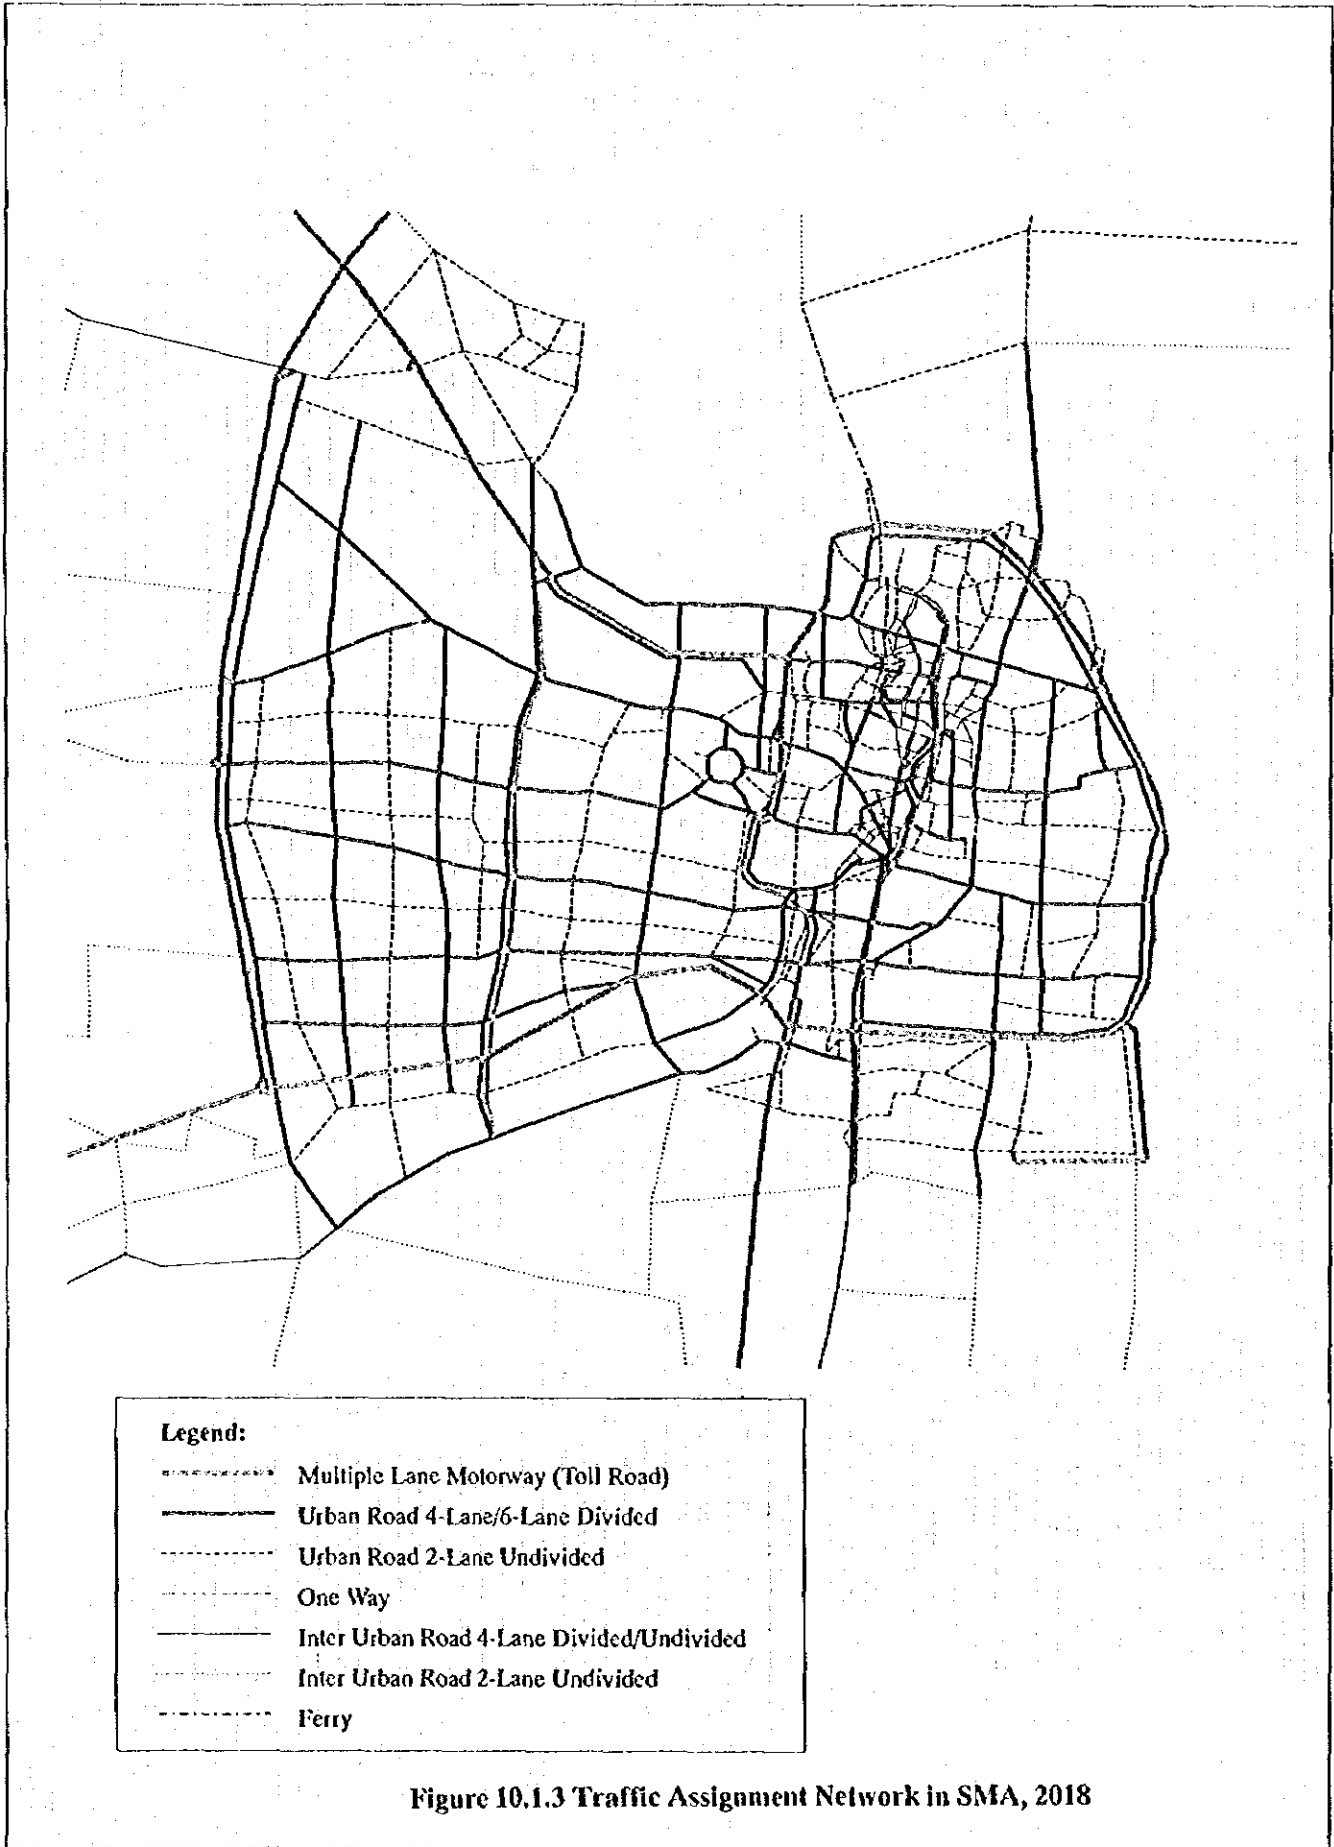 Legend:
Multiple Lane Motorway (Toll Road)
Urban Road 4-Lane/6-Lane Divided
Urban Road 2-Lane Undivided
One Way
Inter Urban Road 4-Lane Divided/Undivided
Inter Urban Road 2-Lane Undivided
Ferry
Figure 10.1.3 Traffic Assignment Network in SMA, 2018